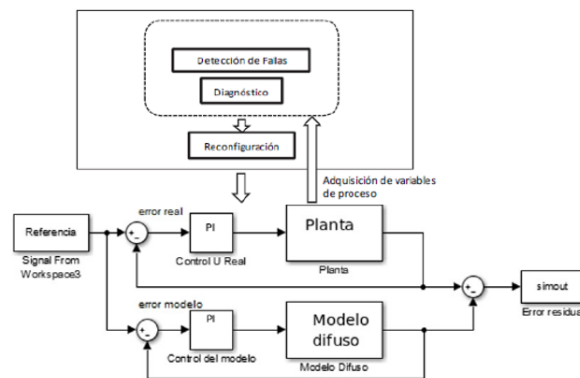 Detección de Fallas
Diagnóstico
Reconfiguración
Adquisición de variables
de proceso
error real
Referencia
Signal From
Workspace3
PI
Control U Real
Planta
Planta
simout
Error residual
error modelo
PI
Control del modelo
Modelo
difuso
Modelo Difuso